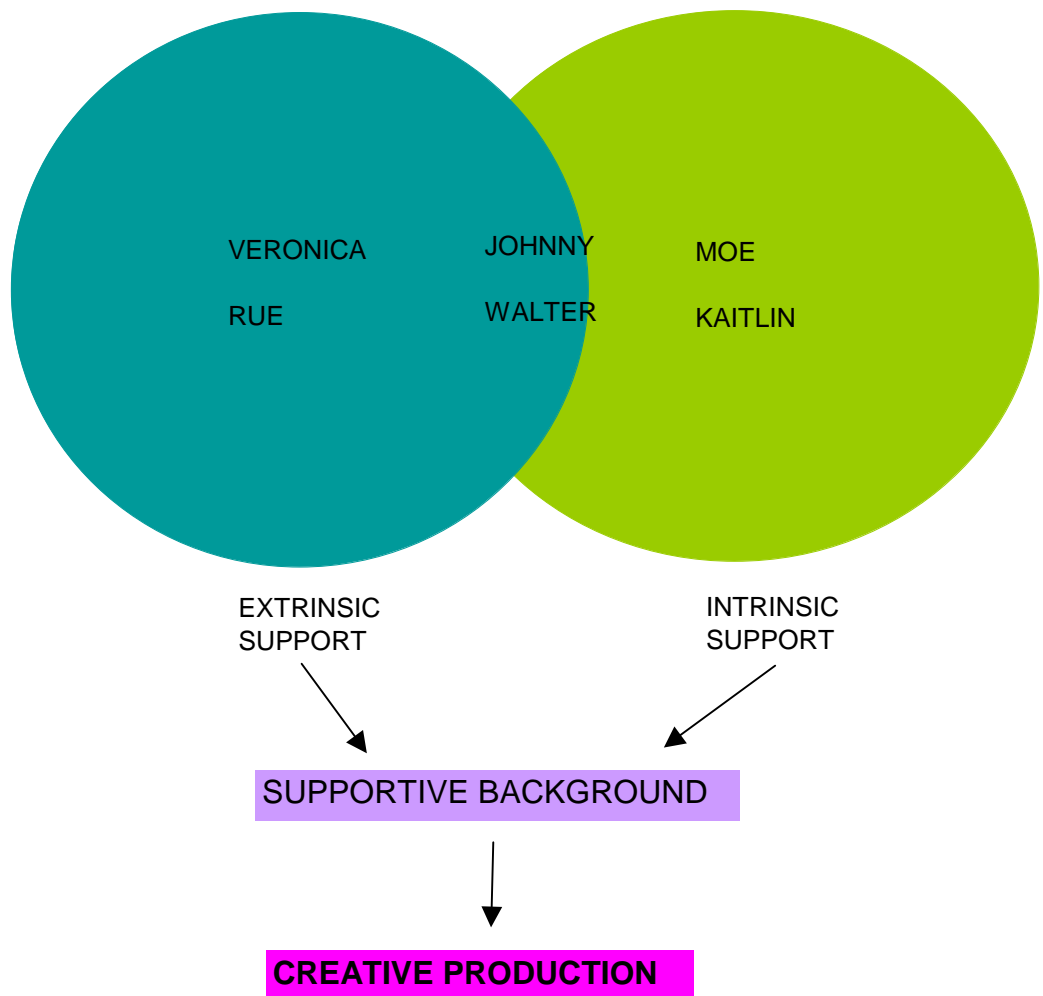 VERONICA
RUE
JOHNNY
WALTER
MOE
KAITLIN
EXTRINSIC
SUPPORT
INTRINSIC
SUPPORT
SUPPORTIVE BACKGROUND
CREATIVE PRODUCTION